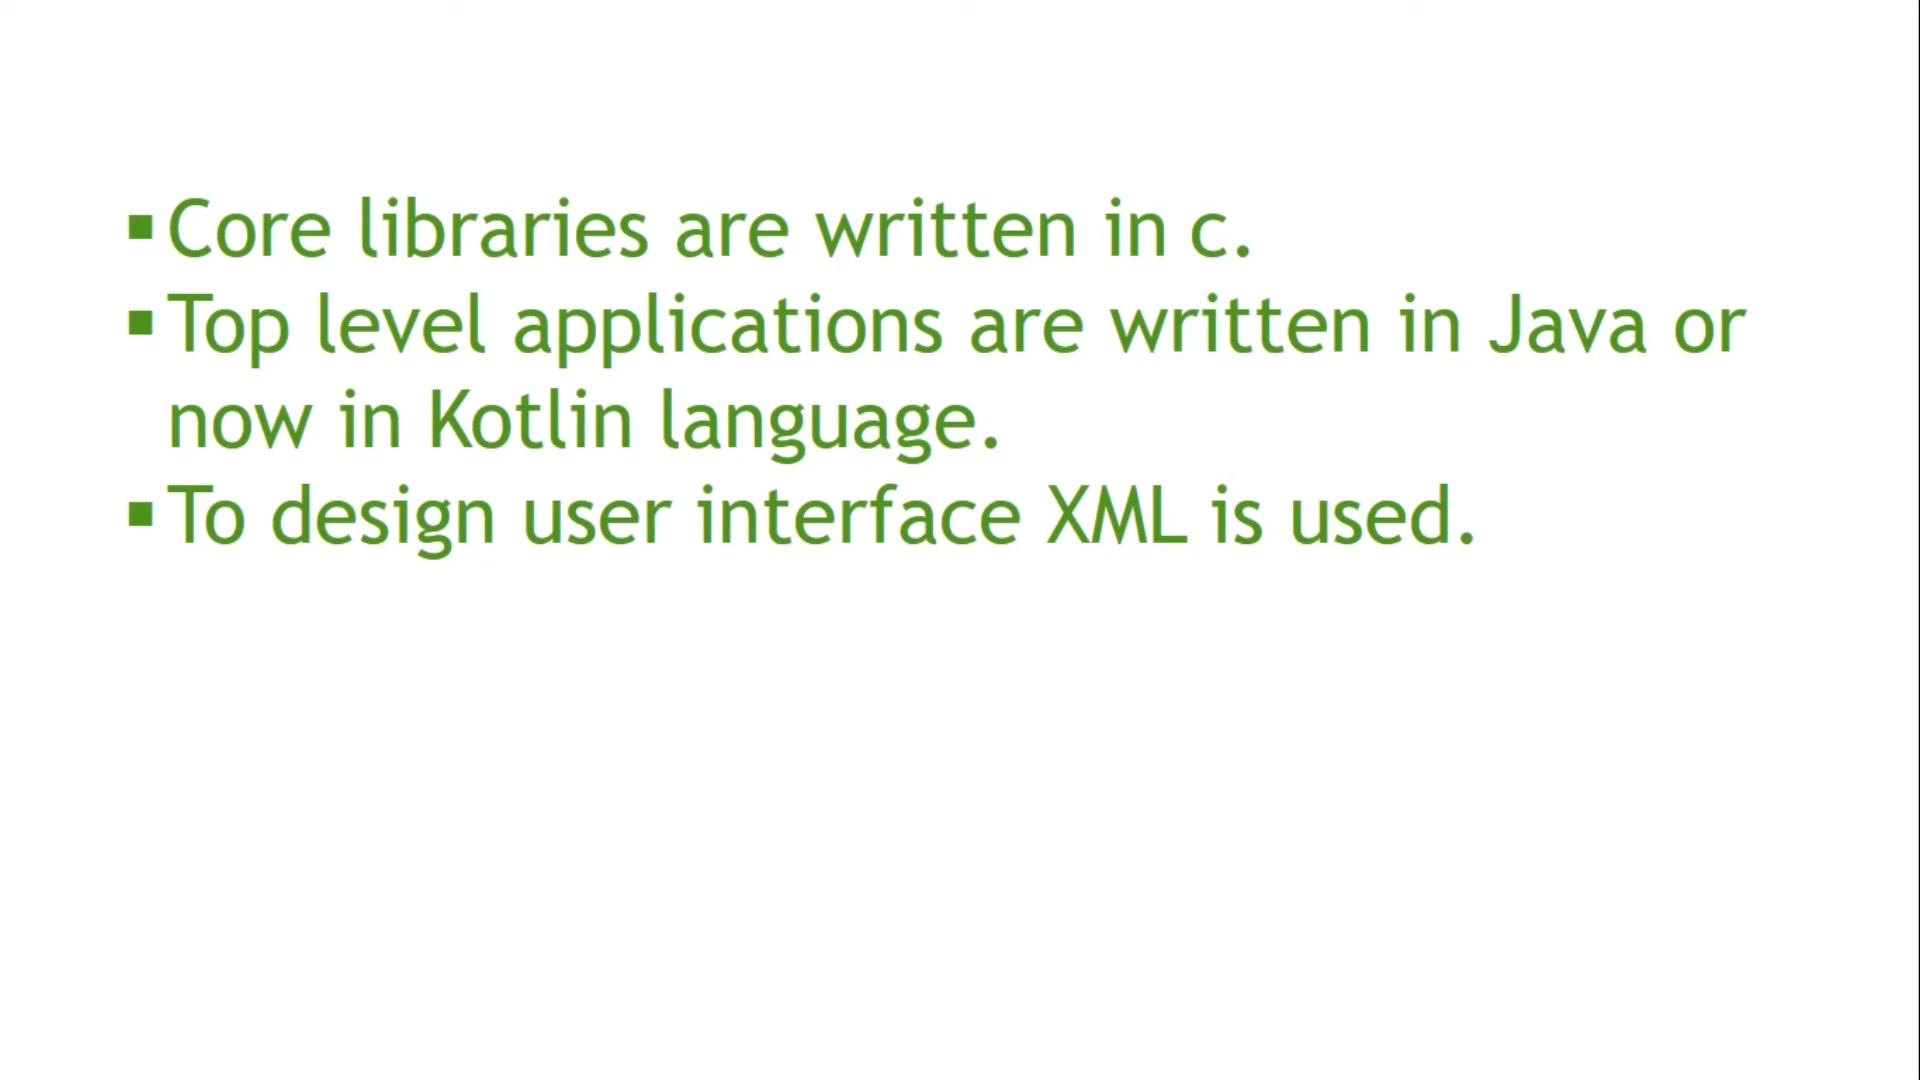 ▪Core libraries are written in c.
▪Top level applications are written in Java or
now in Kotlin language.
▪To design user interface XML is used.